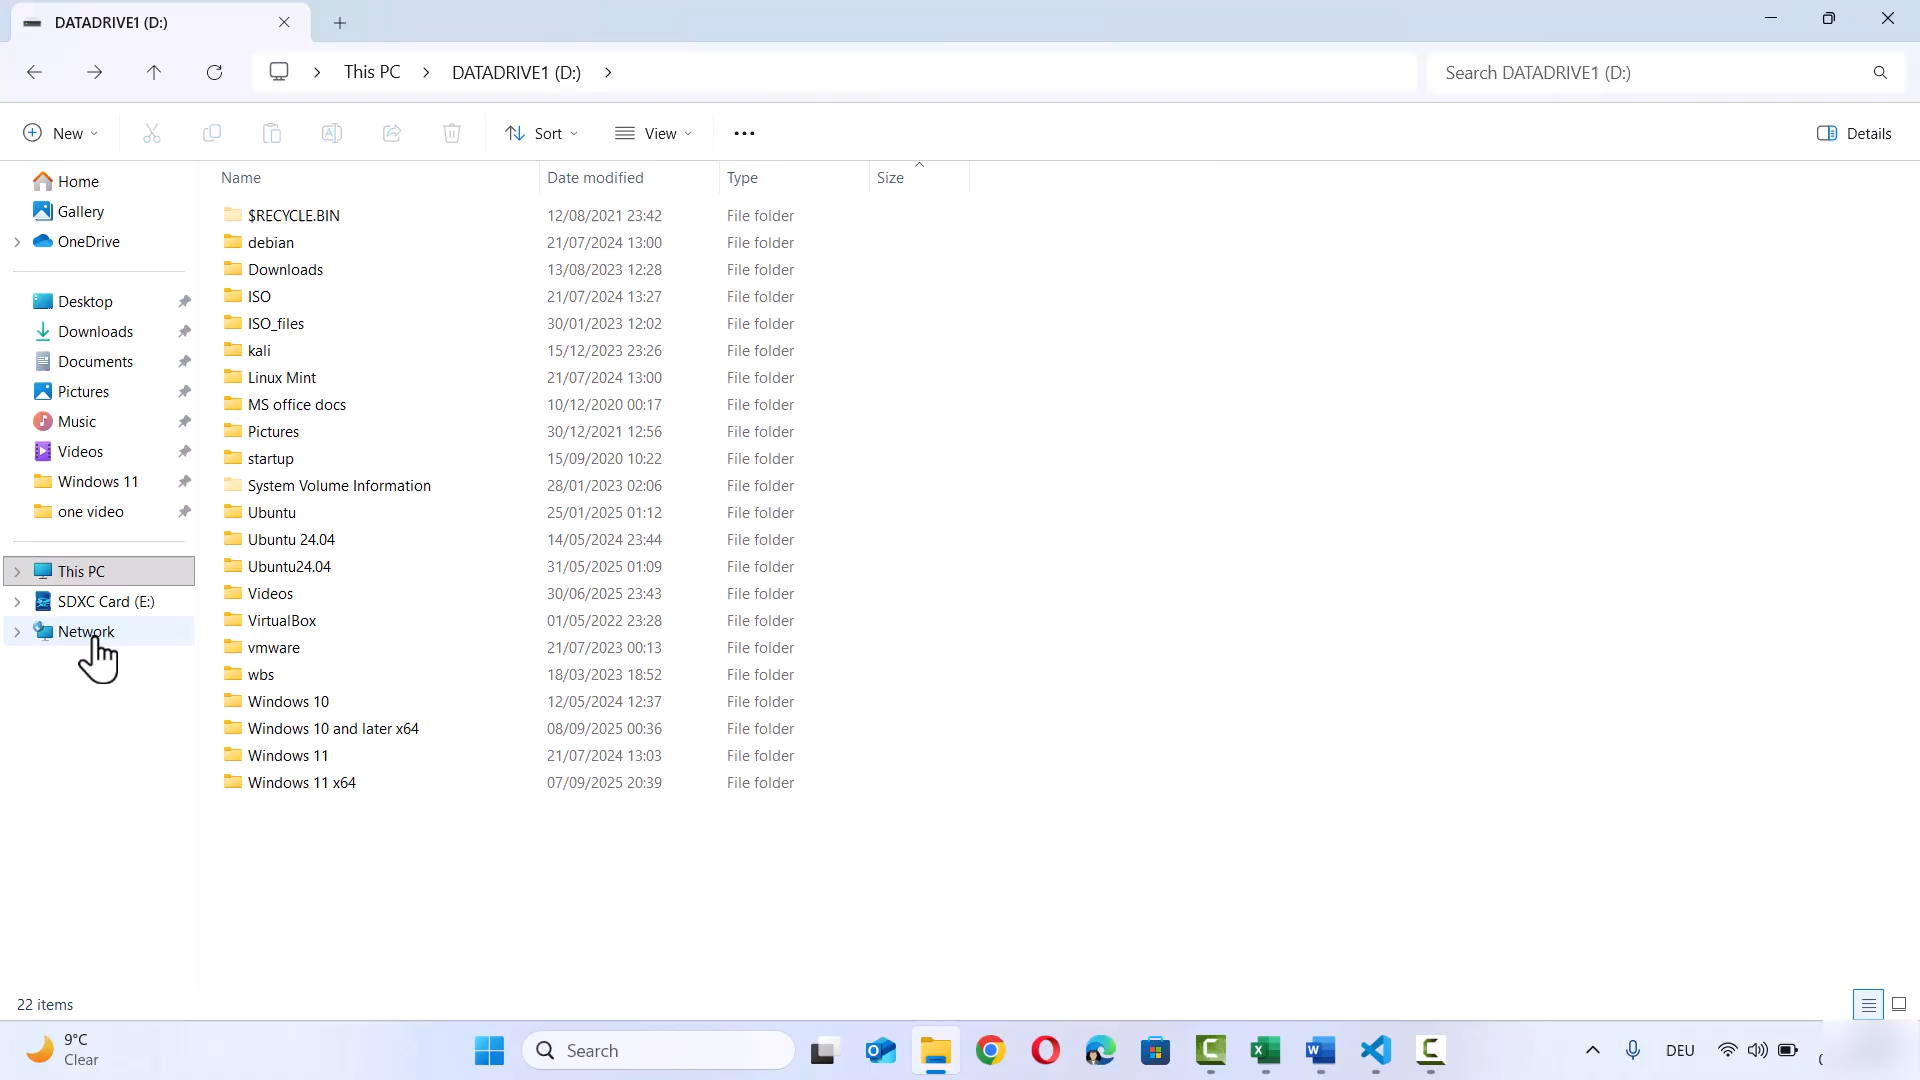 DATADRIVE1 (D:)
This PC
DATADRIVE1 (D:)
Search DATADRIVE1 (D:)
New
Sort
View
Details
Home
Gallery
OneDrive
Desktop
Downloads
Documents
Pictures
Music
Videos
Windows 11
one video
This PC
SDXC Card (E:)
Network
Name Date modified Type Size
$RECYCLE.BIN 12/08/2021 23:42 File folder
debian 21/07/2024 13:00 File folder
Downloads 13/08/2023 12:28 File folder
ISO 21/07/2024 13:27 File folder
ISO_files 30/01/2023 12:02 File folder
kali 15/12/2023 23:26 File folder
Linux Mint 21/07/2024 13:00 File folder
MS office docs 10/12/2020 00:17 File folder
Pictures 30/12/2021 12:56 File folder
startup 15/09/2020 10:22 File folder
System Volume Information 28/01/2023 02:06 File folder
Ubuntu 25/01/2025 01:12 File folder
Ubuntu 24.04 14/05/2024 23:44 File folder
Ubuntu24.04 31/05/2025 01:09 File folder
Videos 30/06/2025 23:43 File folder
VirtualBox 01/05/2022 23:28 File folder
vmware 21/07/2023 00:13 File folder
wbs 18/03/2023 18:52 File folder
Windows 10 12/05/2024 12:37 File folder
Windows 10 and later x64 08/09/2025 00:36 File folder
Windows 11 21/07/2024 13:03 File folder
Windows 11 x64 07/09/2025 20:39 File folder
22 items
9°C
Clear
Search
DEU